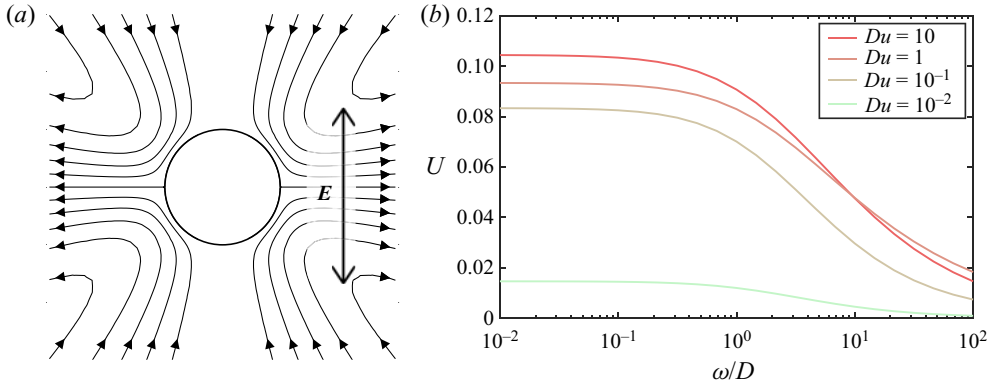 (a)
E
(b)
0.12
0.10
0.08
0.06
0.04
0.02
0
U
Du = 10
Du = 1
Du = 10⁻¹
Du = 10⁻²
10⁻² 10⁻¹ 10⁰ 10¹ 10²
ω/D